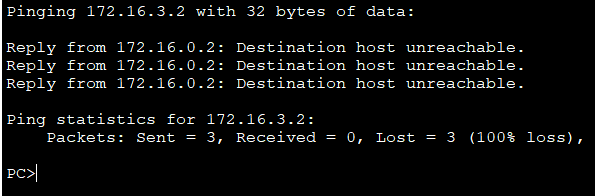 Pinging 172.16.3.2 with 32 bytes of data:
Reply from 172.16.0.2: Destination host unreachable.
Reply from 172.16.0.2: Destination host unreachable.
Reply from 172.16.0.2: Destination host unreachable.
Ping statistics for 172.16.3.2:
Packets: Sent = 3, Received = 0, Lost = 3 (100% loss),
PC>